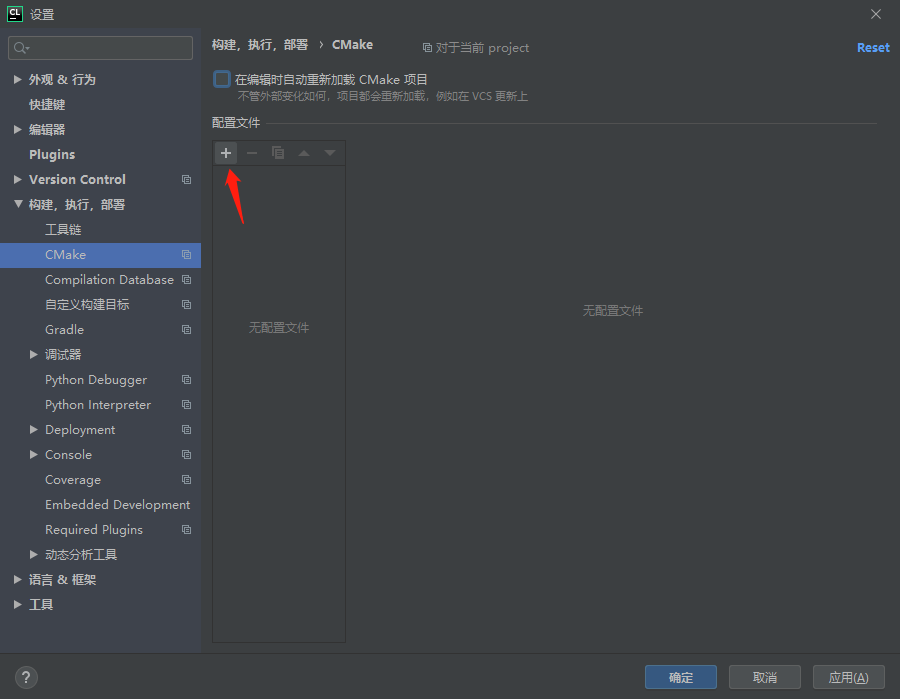 CL 设置
外观 & 行为
快捷键
编辑器
Plugins
Version Control
构建，执行，部署
工具链
CMake
Compilation Database
自定义构建目标
Gradle
调试器
Python Debugger
Python Interpreter
Deployment
Console
Coverage
Embedded Development
Required Plugins
动态分析工具
语言 & 框架
工具
构建，执行，部署 › CMake 对于当前 project Reset
在编辑时自动重新加载 CMake 项目
不管外部变化如何，项目都会重新加载，例如在 VCS 更新上
配置文件
无配置文件
无配置文件
? 确定 取消 应用(A)